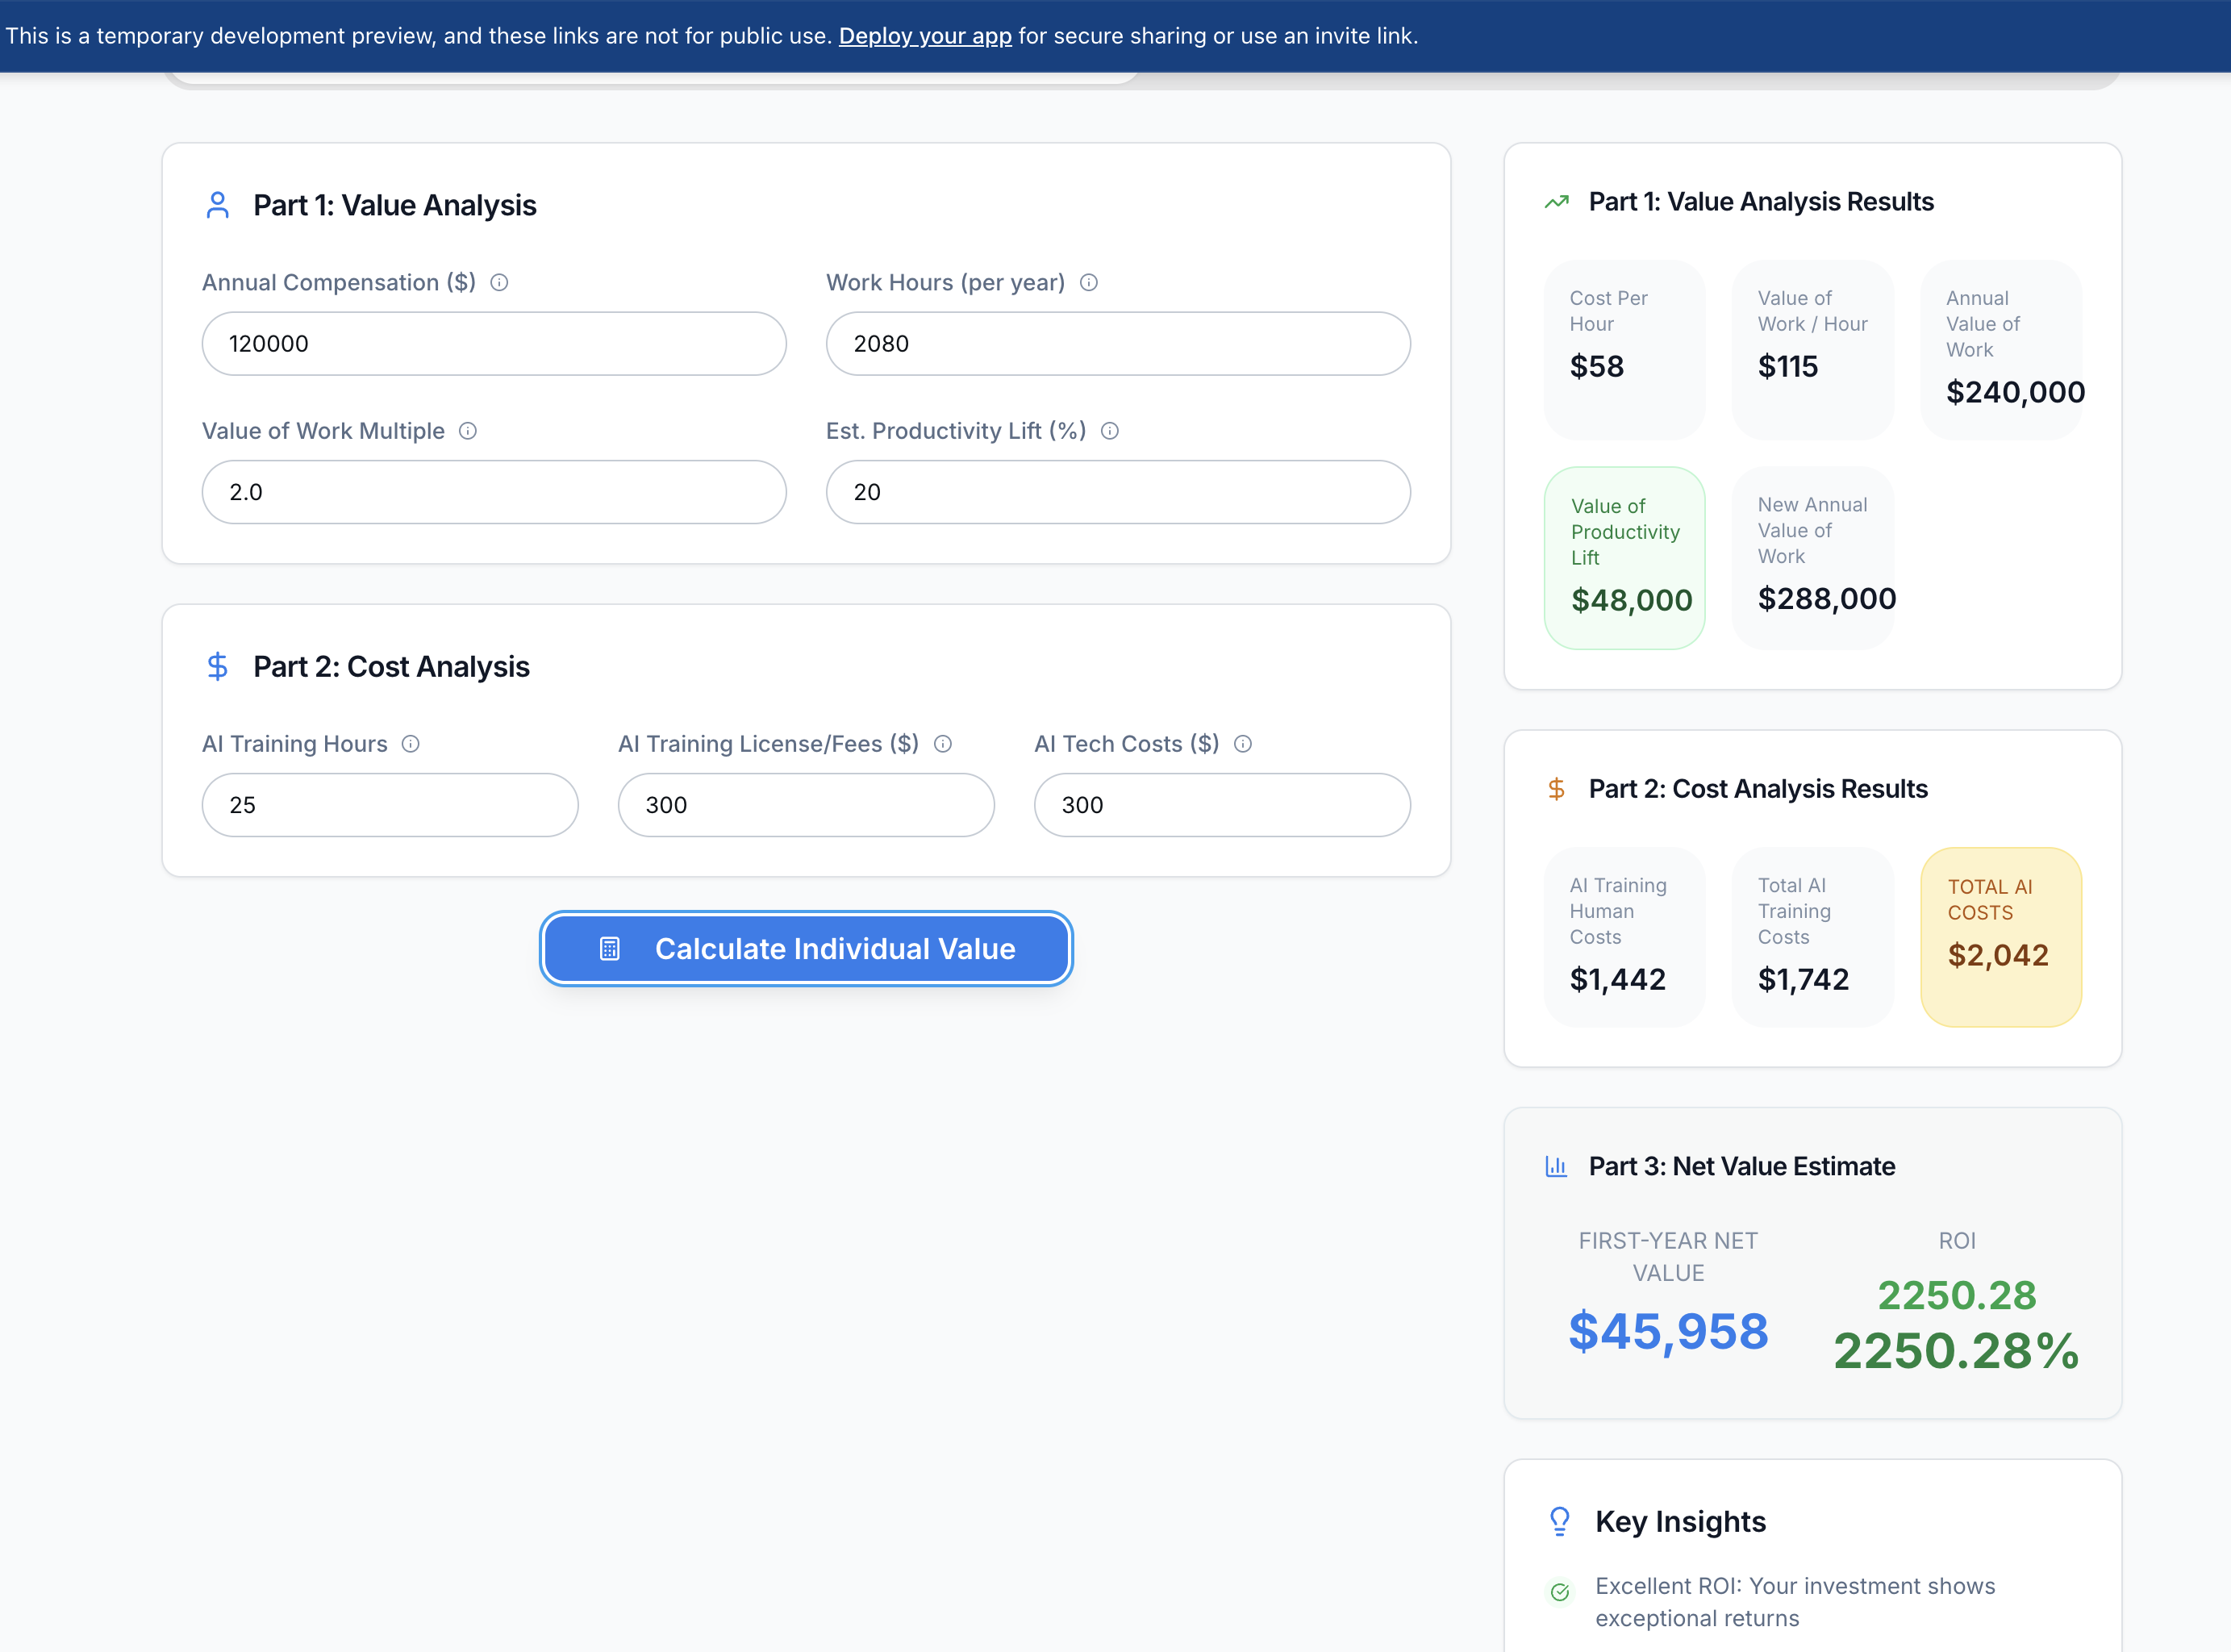 This is a temporary development preview, and these links are not for public use. Deploy your app for secure sharing or use an invite link.
Part 1: Value Analysis
Annual Compensation ($)
Work Hours (per year)
120000
2080
Value of Work Multiple
Est. Productivity Lift (%)
2.0
20
Part 2: Cost Analysis
AI Training Hours
AI Training License/Fees ($)
AI Tech Costs ($)
25
300
300
Calculate Individual Value
Part 1: Value Analysis Results
Cost Per
Hour
$58
Value of
Work / Hour
$115
Annual
Value of
Work
$240,000
Value of
Productivity
Lift
$48,000
New Annual
Value of
Work
$288,000
Part 2: Cost Analysis Results
AI Training
Human
Costs
$1,442
Total AI
Training
Costs
$1,742
TOTAL AI
COSTS
$2,042
Part 3: Net Value Estimate
FIRST-YEAR NET
VALUE
$45,958
ROI
2250.28
2250.28%
Key Insights
Excellent ROI: Your investment shows
exceptional returns